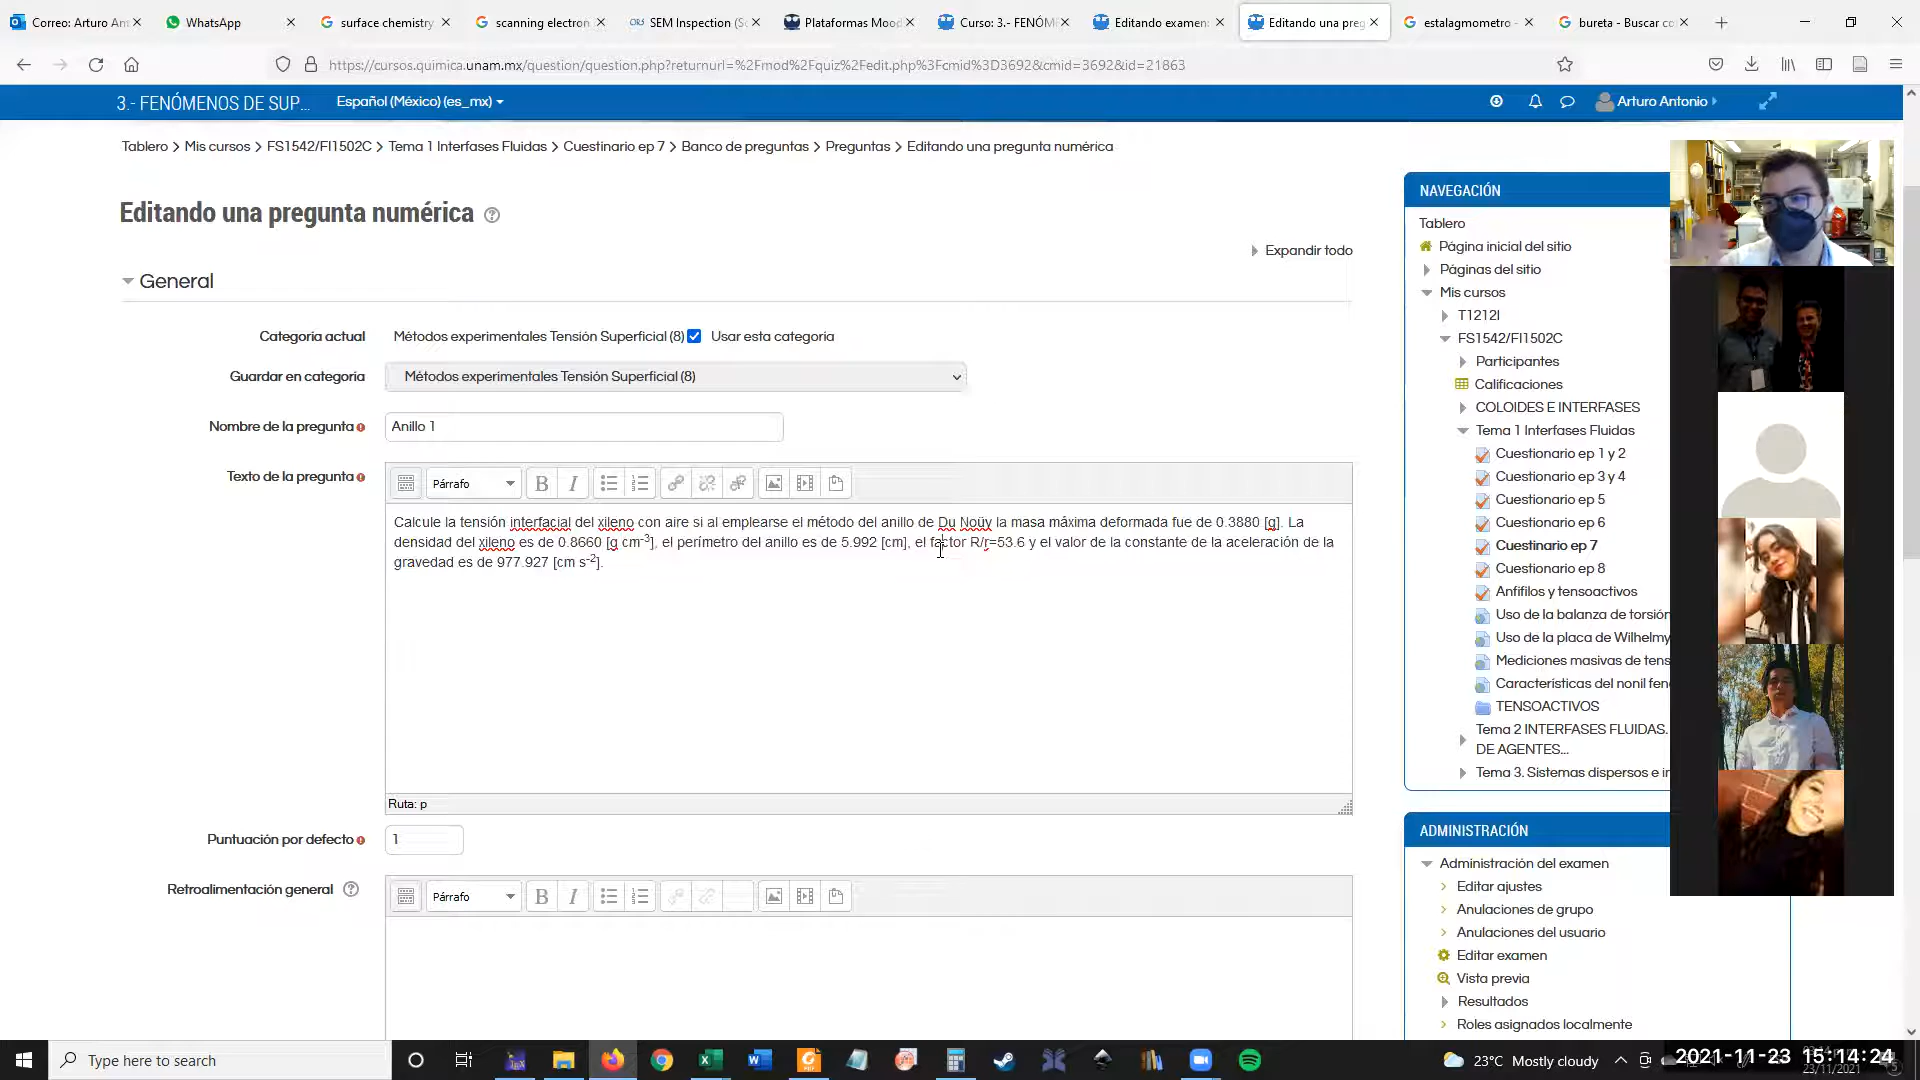 Correo: Arturo Ant
WhatsApp
surface chemistry
scanning electron
SEM Inspection (Sc
Plataformas Mood
Curso: 3.- FENÓM
Editando examen:
Editando una preg
estalagmometro -
bureta - Buscar co
https://cursos.quimica.unam.mx/question/question.php?returnurl=%2Fmod%2Fquiz%2Fedit.php%3Fcmid%3D3692&cmid=3692&id=21863
3.- FENÓMENOS DE SUP...
Español (México) (es_mx)
Arturo Antonio
Tablero > Mis cursos > FS1542/FI1502C > Tema 1 Interfases Fluidas > Cuestinario ep 7 > Banco de preguntas > Preguntas > Editando una pregunta numérica
Editando una pregunta numérica
Expandir todo
General
Categoría actual
Métodos experimentales Tensión Superficial (8)
Usar esta categoría
Guardar en categoría
Métodos experimentales Tensión Superficial (8)
Nombre de la pregunta
Anillo 1
Texto de la pregunta
Párrafo
B I
Calcule la tensión interfacial del xileno con aire si al emplearse el método del anillo de Du Noüy la masa máxima deformada fue de 0.3880 [g]. La
densidad del xileno es de 0.8660 [g cm-3], el perímetro del anillo es de 5.992 [cm], el factor R/r=53.6 y el valor de la constante de la aceleración de la
gravedad es de 977.927 [cm s-2].
Ruta: p
Puntuación por defecto
1
Retroalimentación general
Párrafo
B I
NAVEGACIÓN
Tablero
Página inicial del sitio
Páginas del sitio
Mis cursos
T1212I
FS1542/FI1502C
Participantes
Calificaciones
COLOIDES E INTERFASES
Tema 1 Interfases Fluidas
Cuestionario ep 1 y 2
Cuestionario ep 3 y 4
Cuestionario ep 5
Cuestionario ep 6
Cuestinario ep 7
Cuestionario ep 8
Anfifilos y tensoactivos
Uso de la balanza de torsión
Uso de la placa de Wilhelmy
Mediciones masivas de tens
Características del nonil fen
TENSOACTIVOS
Tema 2 INTERFASES FLUIDAS.
DE AGENTES...
Tema 3. Sistemas dispersos e in
ADMINISTRACIÓN
Administración del examen
Editar ajustes
Anulaciones de grupo
Anulaciones del usuario
Editar examen
Vista previa
Resultados
Roles asignados localmente
Type here to search
23°C Mostly cloudy
2021-11-23 15:14:24
23/11/2021